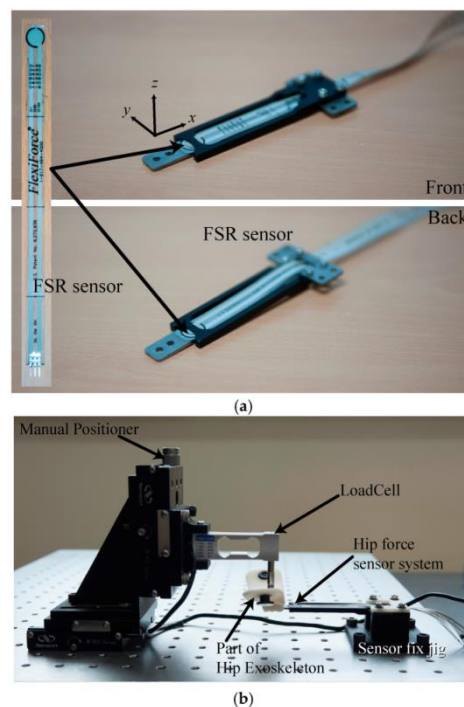 FlexiForce
FSR sensor
z
y
x
Front
Back
FSR sensor
(a)
Manual Positioner
LoadCell
Hip force
sensor system
Part of
Hip Exoskeleton
Sensor fix jig
(b)